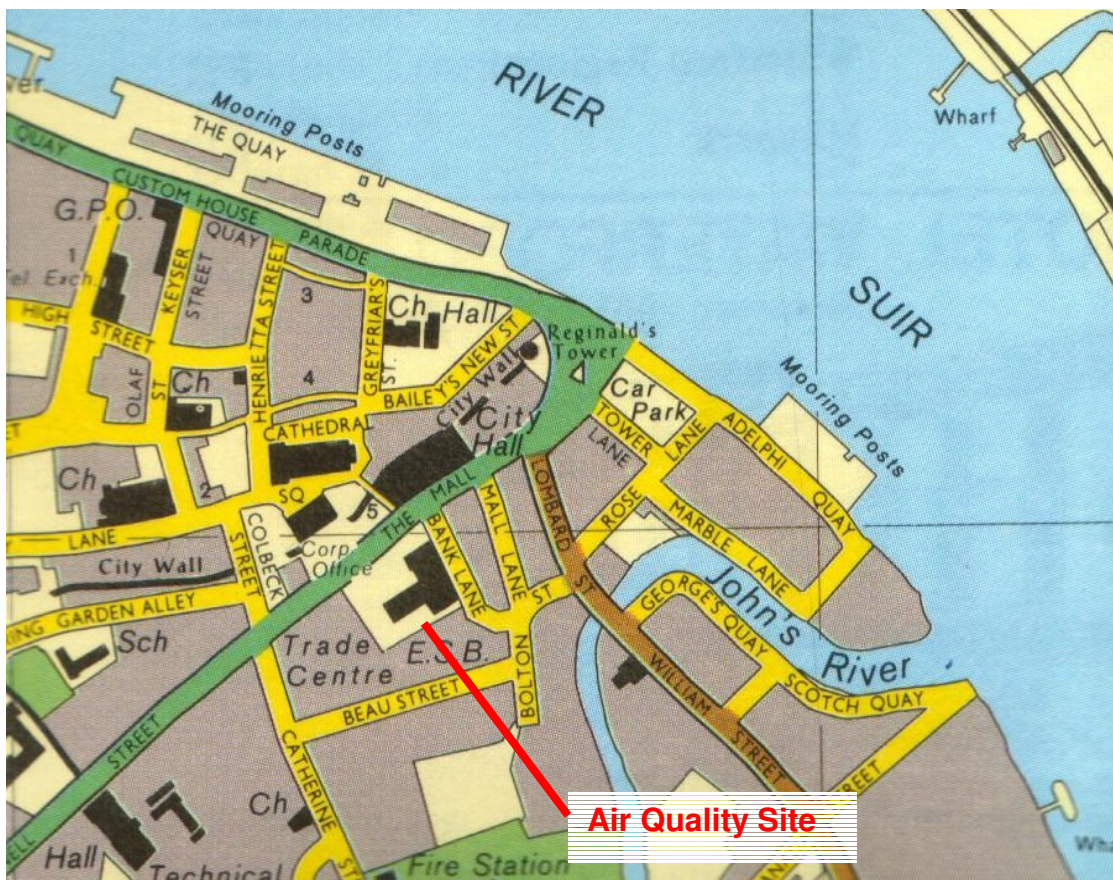 RIVER
SUIR
Mooring Posts
THE QUAY
Wharf
QUAY
CUSTOM HOUSE
PARADE
G.P.O.
1
Tel. Exch.
KEYSER
STREET
QUAY
STREET
HENRIETTA STREET
3
4
GREYFRIAR'S
ST.
Ch
Hall
BAILEY'S NEW ST
City Wall
Reginald's
Tower
HIGH
STREET
OLAF
ST
Ch
CATHEDRAL
SQ
City
Hall
Car
Park
TOWER
LANE
ROSE
LANE
ADELPHI
QUAY
Mooring Posts
MARBLE
LANE
Ch
2
LANE
City Wall
COLBECK
STREET
Corp.
Office
5
THE MALL
BANK LANE
MALL LANE
LOMBARD
ST
ST
BOLTON
GEORGE'S QUAY
John's
River
SCOTCH QUAY
WILLIAM
STREET
STREET
GARDEN ALLEY
Sch
Trade
Centre
E.S.B.
BEAU STREET
CATHERINE
ST
STREET
Ch
Hall
Technical
Fire Station
Air Quality Site